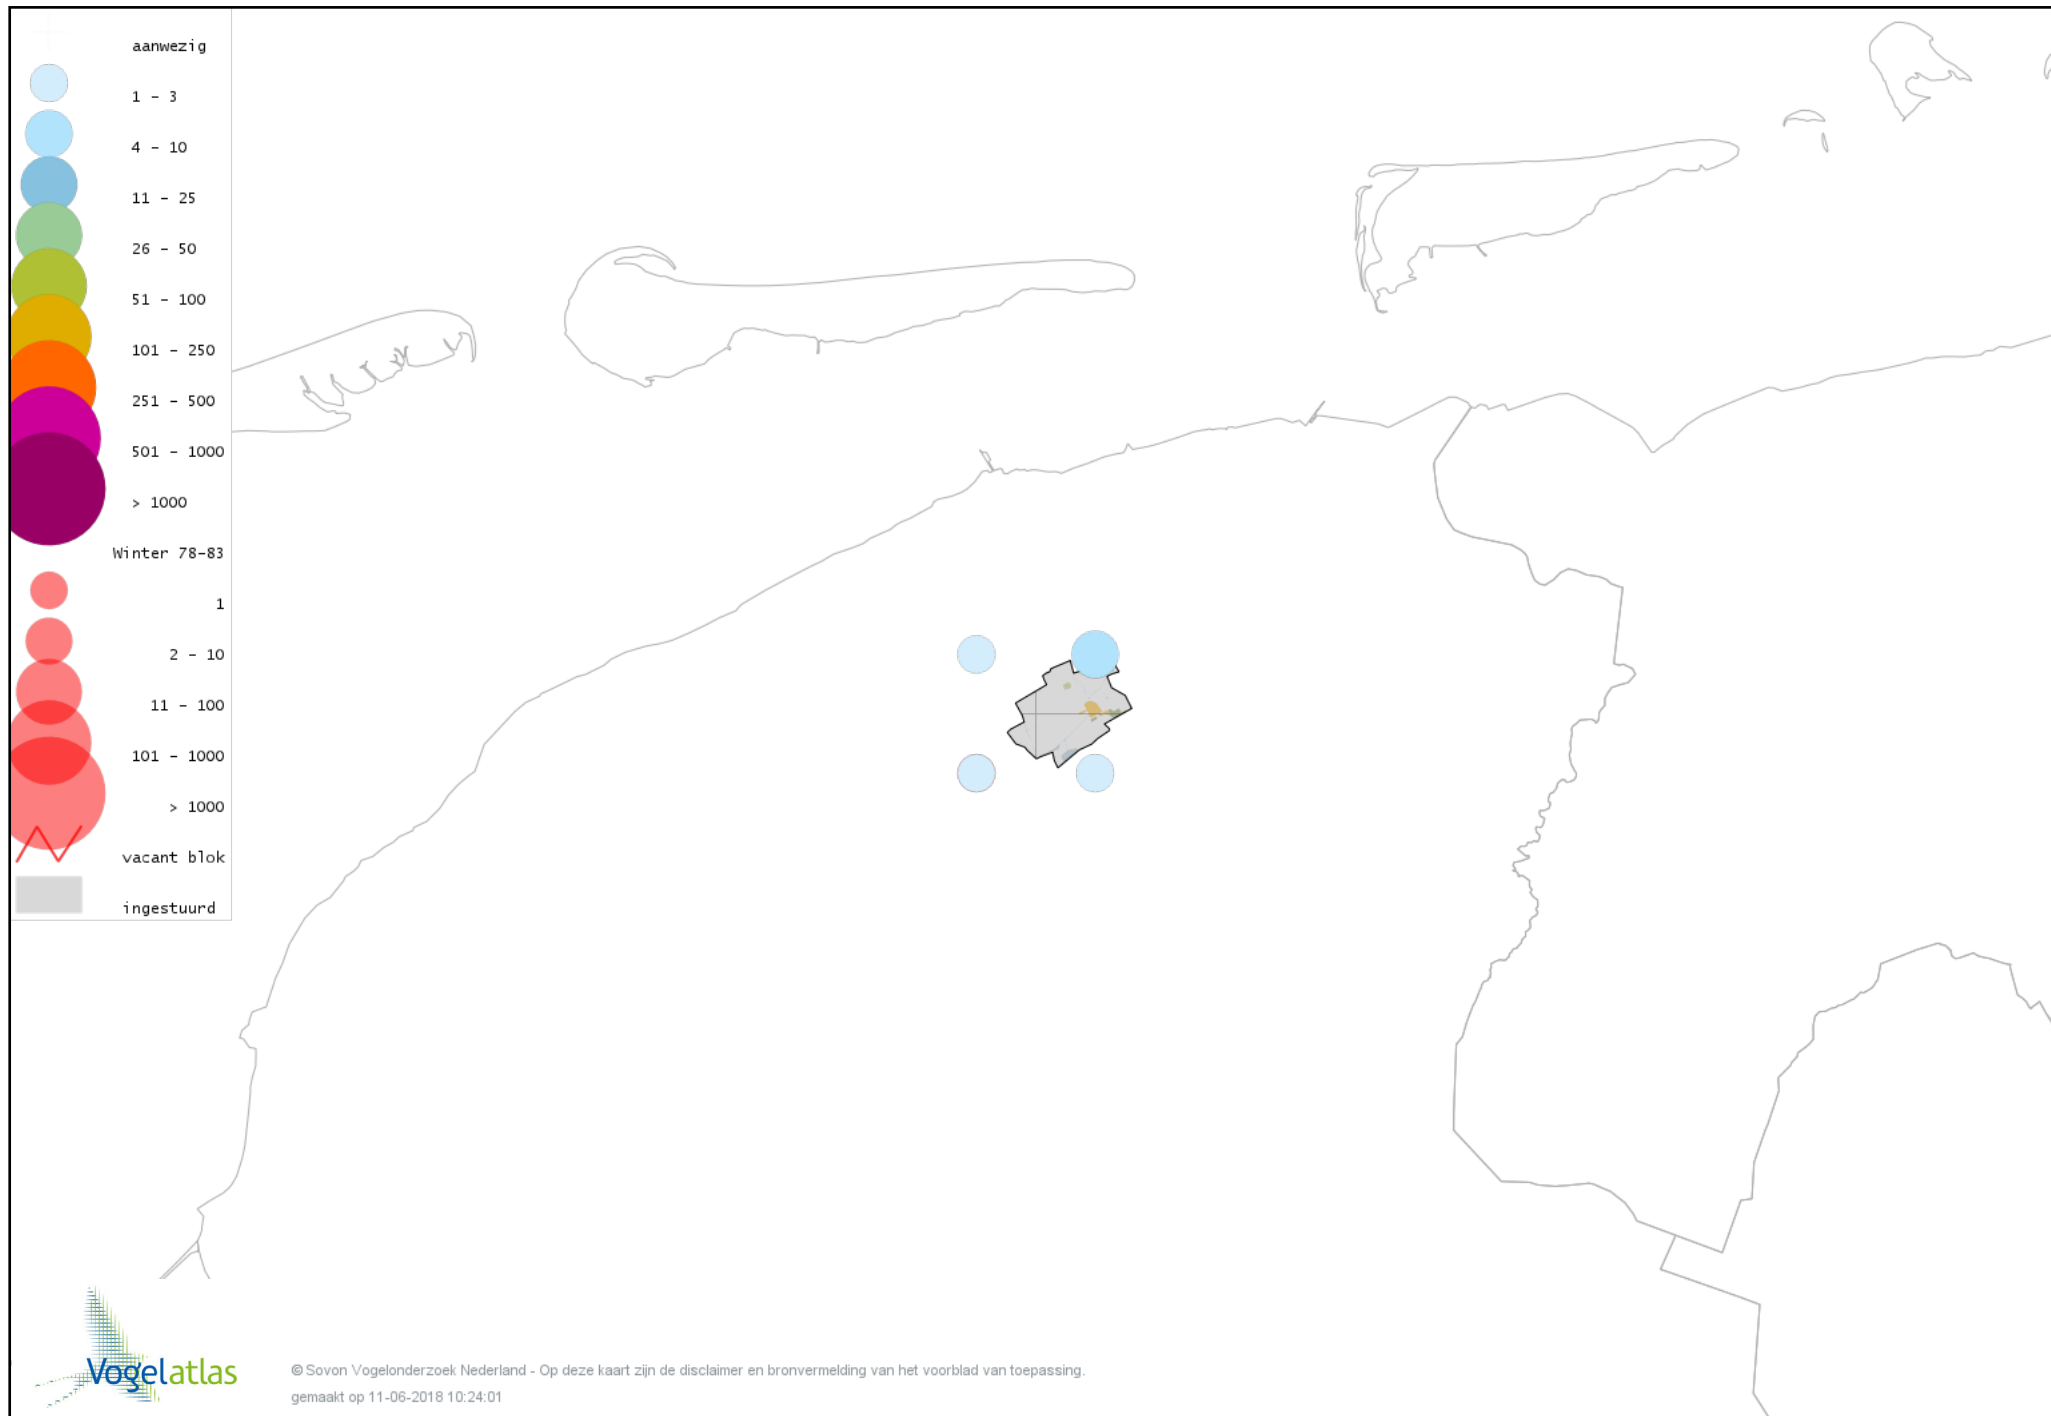 aanwezig
1 - 3
4 - 10
11 - 25
26 - 50
51 - 100
101 - 250
251 - 500
501 - 1000
> 1000
Winter 78-83
1
2 - 10
11 - 100
101 - 1000
> 1000
vacant blok
ingestuurd
Vogelatlas
© Sovon Vogelonderzoek Nederland - Op deze kaart zijn de disclaimer en bronvermelding van het voorblad van toepassing.
gemaakt op 11-06-2018 10:24:01